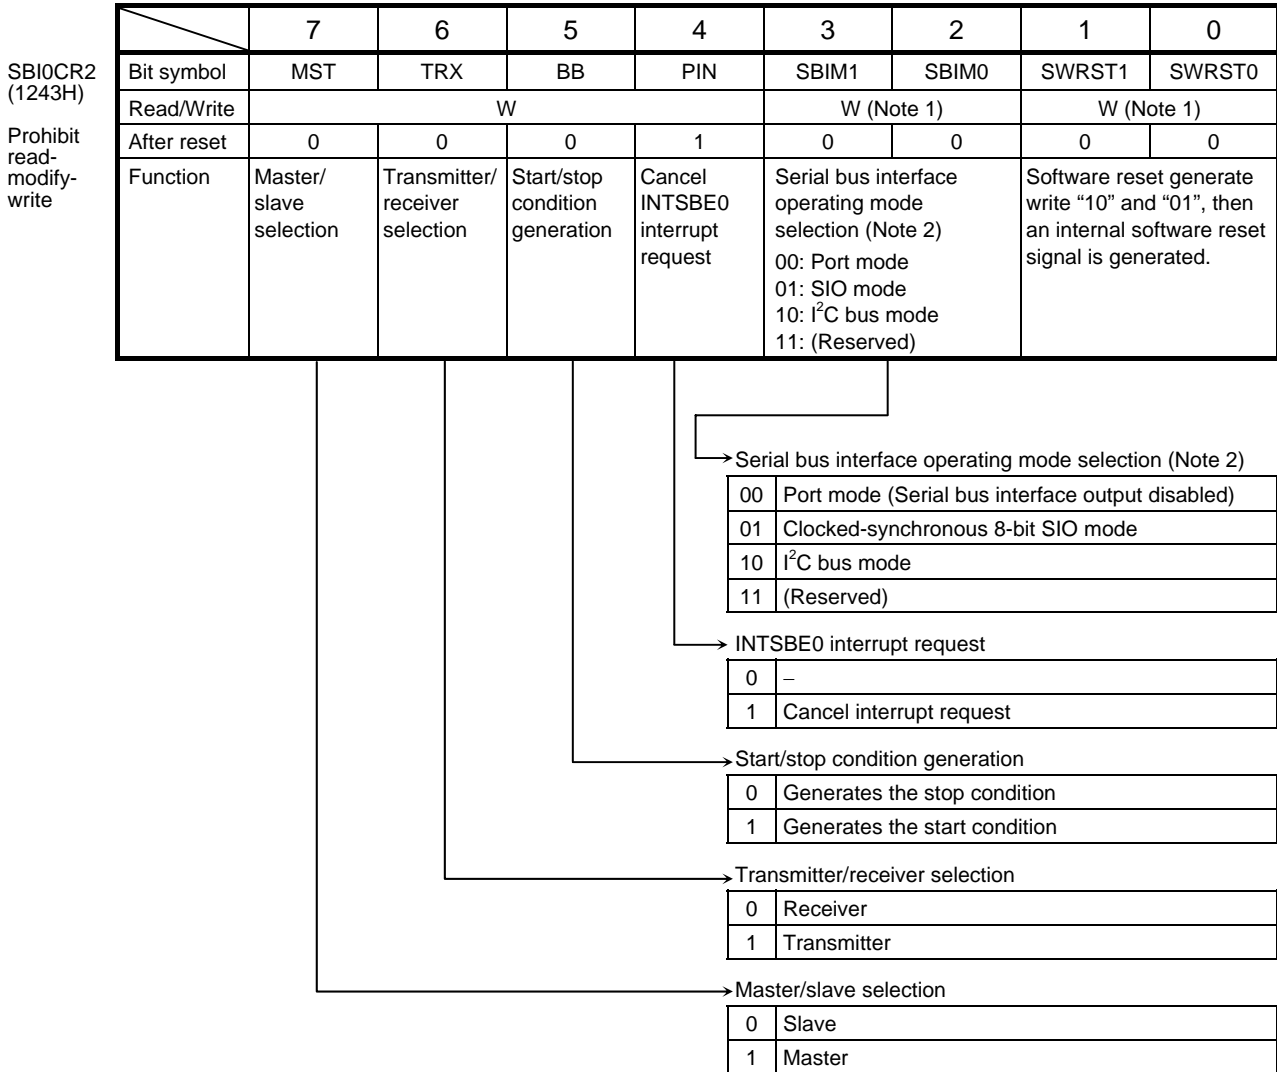 7 6 5 4 3 2 1 0
SBI0CR2
(1243H)
Prohibit
read-
modify-
write
Bit symbol MST TRX BB PIN SBIM1 SBIM0 SWRST1 SWRST0
Read/Write W W (Note 1) W (Note 1)
After reset 0 0 0 1 0 0 0 0
Function
Master/
slave
selection
Transmitter/
receiver
selection
Start/stop
condition
generation
Cancel
INTSBE0
interrupt
request
Serial bus interface
operating mode
selection (Note 2)
00: Port mode
01: SIO mode
10: I²C bus mode
11: (Reserved)
Software reset generate
write “10” and “01”, then
an internal software reset
signal is generated.
Serial bus interface operating mode selection (Note 2)
00 Port mode (Serial bus interface output disabled)
01 Clocked-synchronous 8-bit SIO mode
10 I²C bus mode
11 (Reserved)
INTSBE0 interrupt request
0 –
1 Cancel interrupt request
Start/stop condition generation
0 Generates the stop condition
1 Generates the start condition
Transmitter/receiver selection
0 Receiver
1 Transmitter
Master/slave selection
0 Slave
1 Master